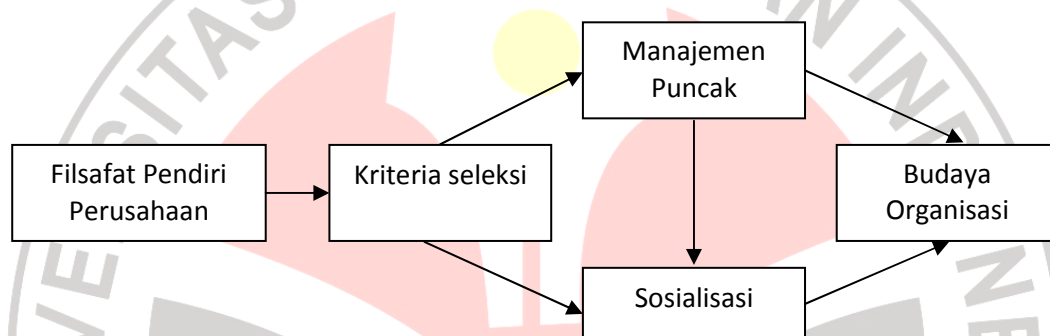 Manajemen
Puncak
Filsafat Pendiri
Perusahaan
Kriteria seleksi
Budaya
Organisasi
Sosialisasi